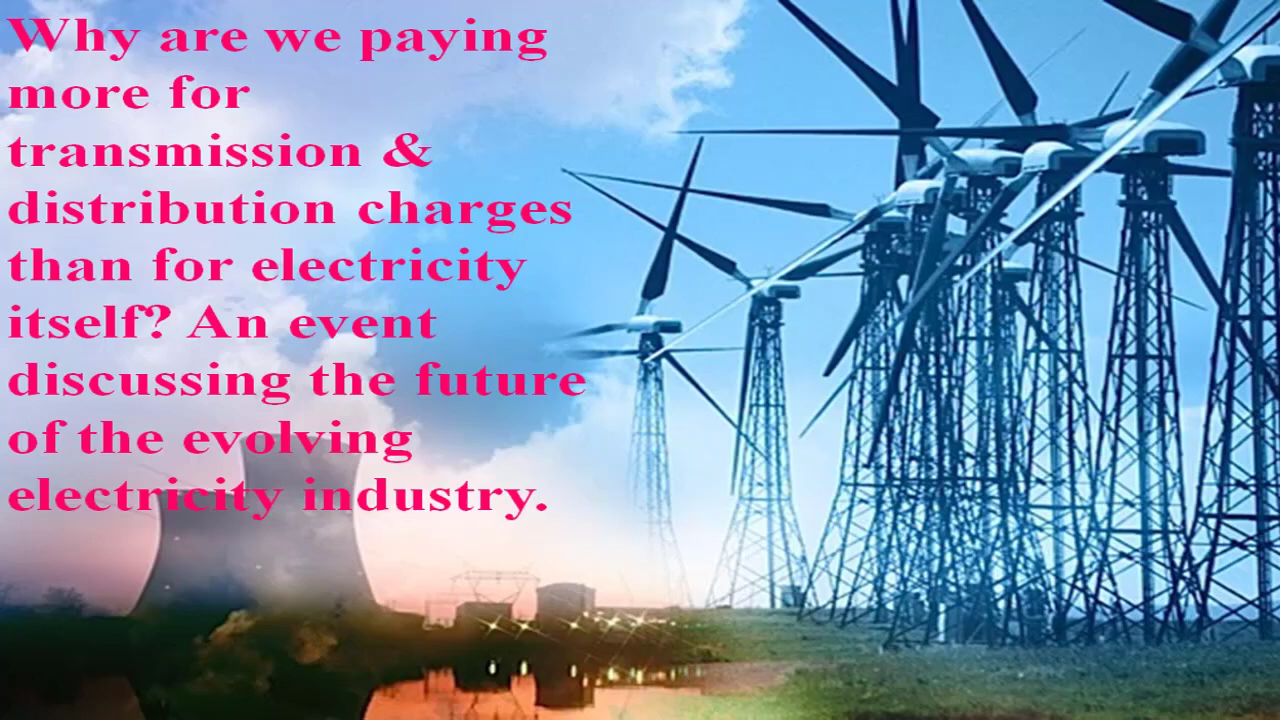 Why are we paying
more for
transmission &
distribution charges
than for electricity
itself? An event
discussing the future
of the evolving
electricity industry.